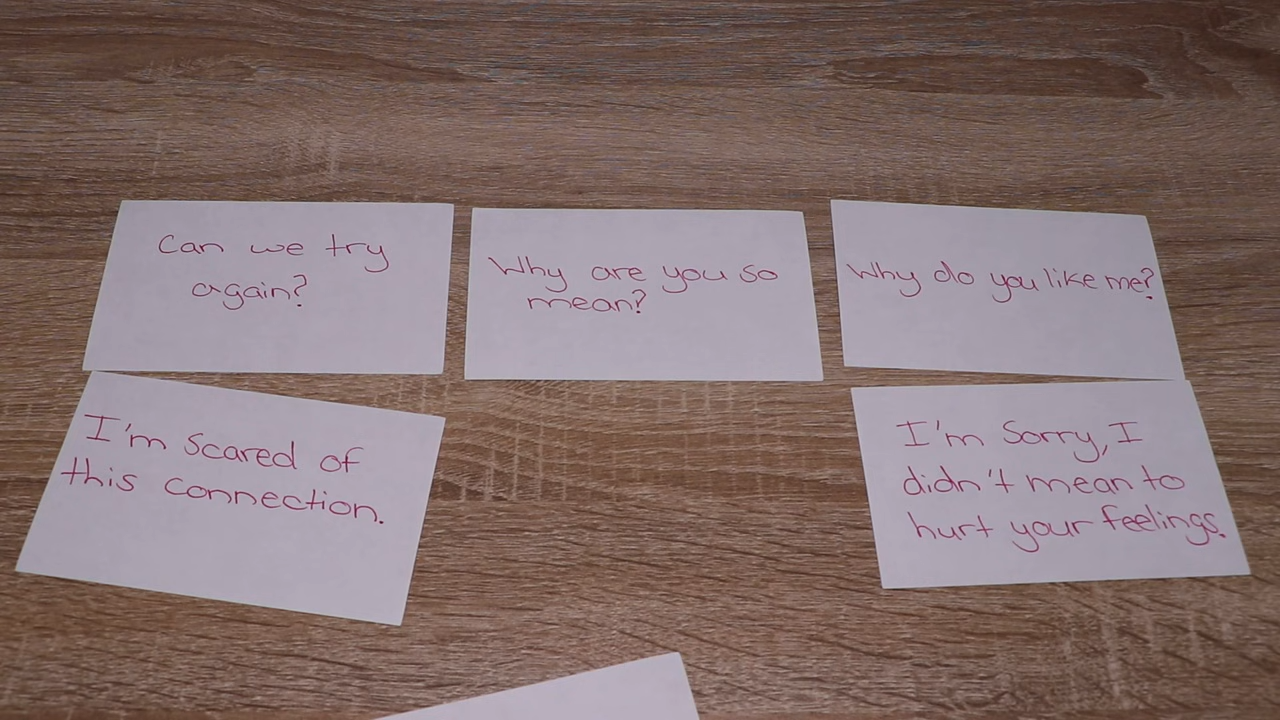 Can we try
again?
Why are you so
mean?
Why do you like me?
I'm scared of
this connection.
I'm Sorry, I
didn't mean to
hurt your feelings.